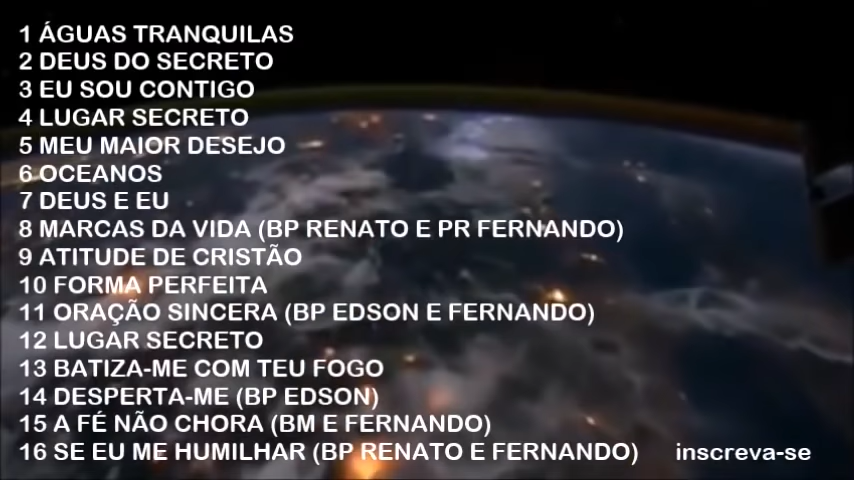 1 ÁGUAS TRANQUILAS
2 DEUS DO SECRETO
3 EU SOU CONTIGO
4 LUGAR SECRETO
5 MEU MAIOR DESEJO
6 OCEANOS
7 DEUS E EU
8 MARCAS DA VIDA (BP RENATO E PR FERNANDO)
9 ATITUDE DE CRISTÃO
10 FORMA PERFEITA
11 ORAÇÃO SINCERA (BP EDSON E FERNANDO)
12 LUGAR SECRETO
13 BATIZA-ME COM TEU FOGO
14 DESPERTA-ME (BP EDSON)
15 A FÉ NÃO CHORA (BM E FERNANDO)
16 SE EU ME HUMILHAR (BP RENATO E FERNANDO) inscreva-se